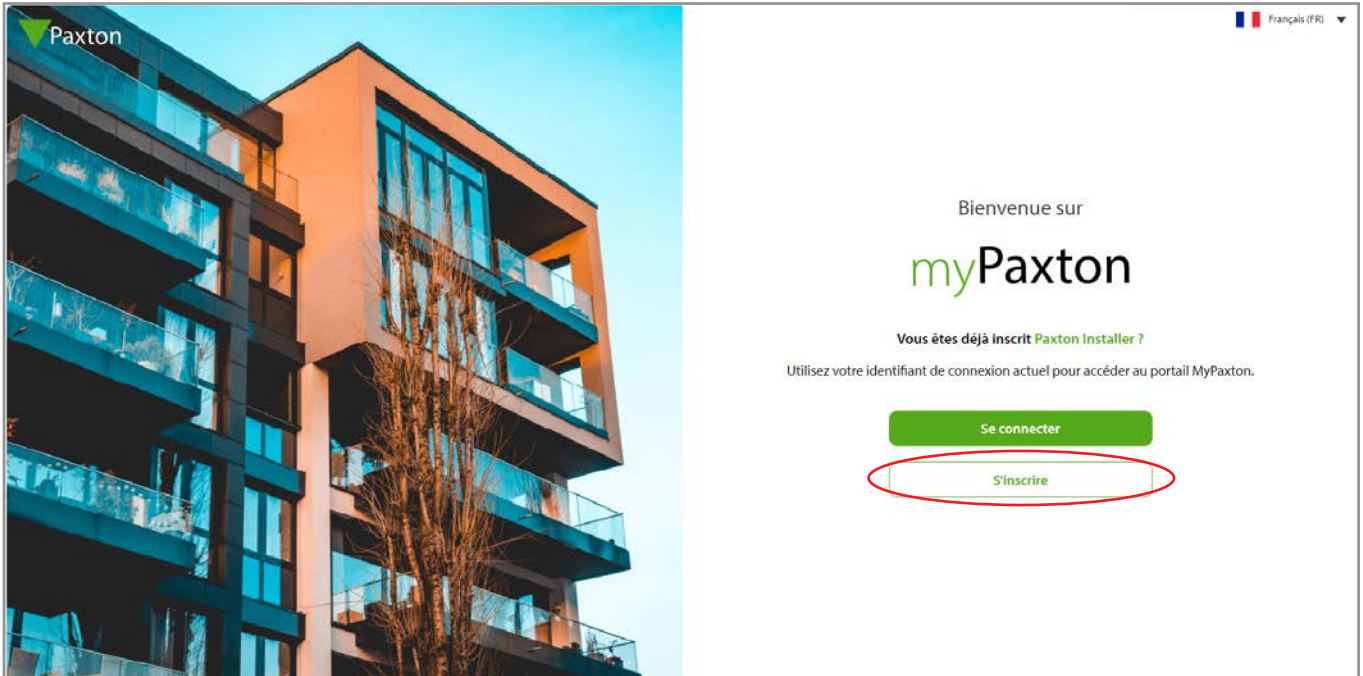 Paxton
Français (FR)
Bienvenue sur
myPaxton
Vous êtes déjà inscrit Paxton Installer ?
Utilisez votre identifiant de connexion actuel pour accéder au portail MyPaxton.
Se connecter
S'inscrire